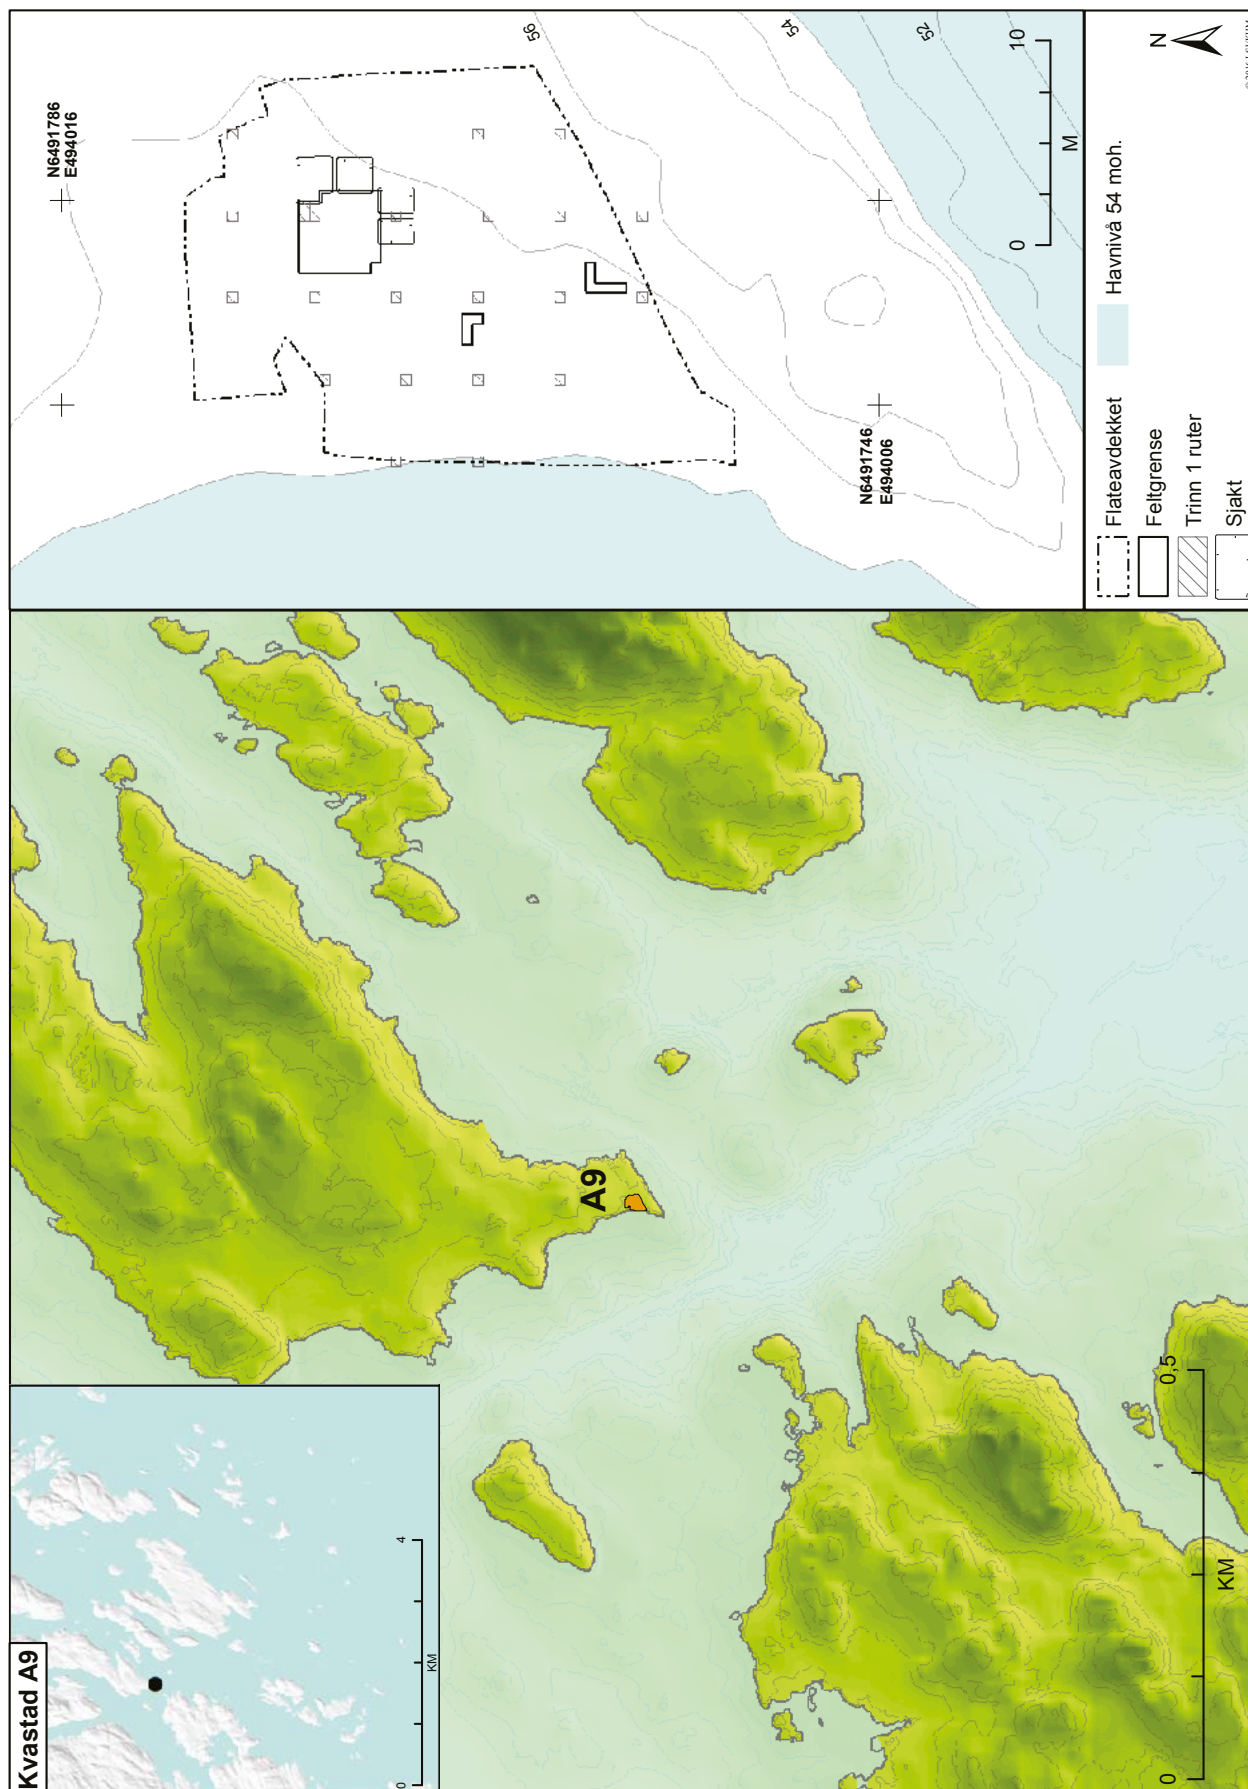 Kvastad A9
0
4
KM
A9
0
0,5
KM
N6491786
E494016
56
54
52
N6491746
E494006
0
10
M
N
Flateavdekket
Feltgrense
Trinn 1 ruter
Sjakt
Havnivå 54 moh.